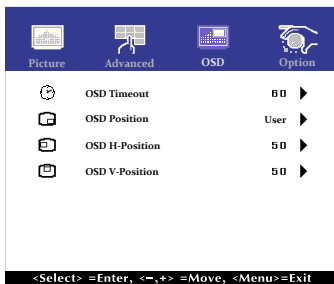 Picture Advanced OSD Option
OSD Timeout 60
OSD Position User
OSD H-Position 50
OSD V-Position 50
<Select> =Enter, <−,+> =Move, <Menu>=Exit